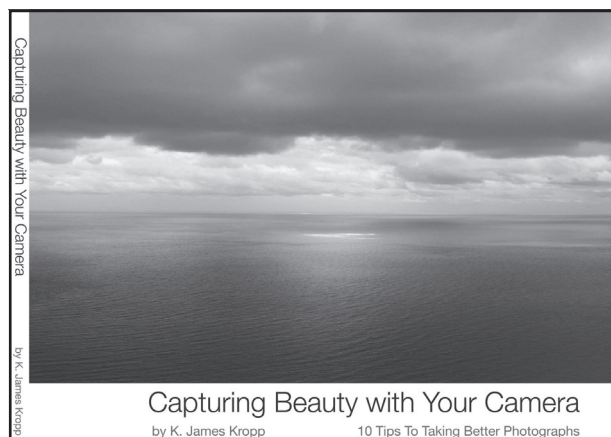 Capturing Beauty with Your Camera
by K. James Kropp
Capturing Beauty with Your Camera
by K. James Kropp 10 Tips To Taking Better Photographs